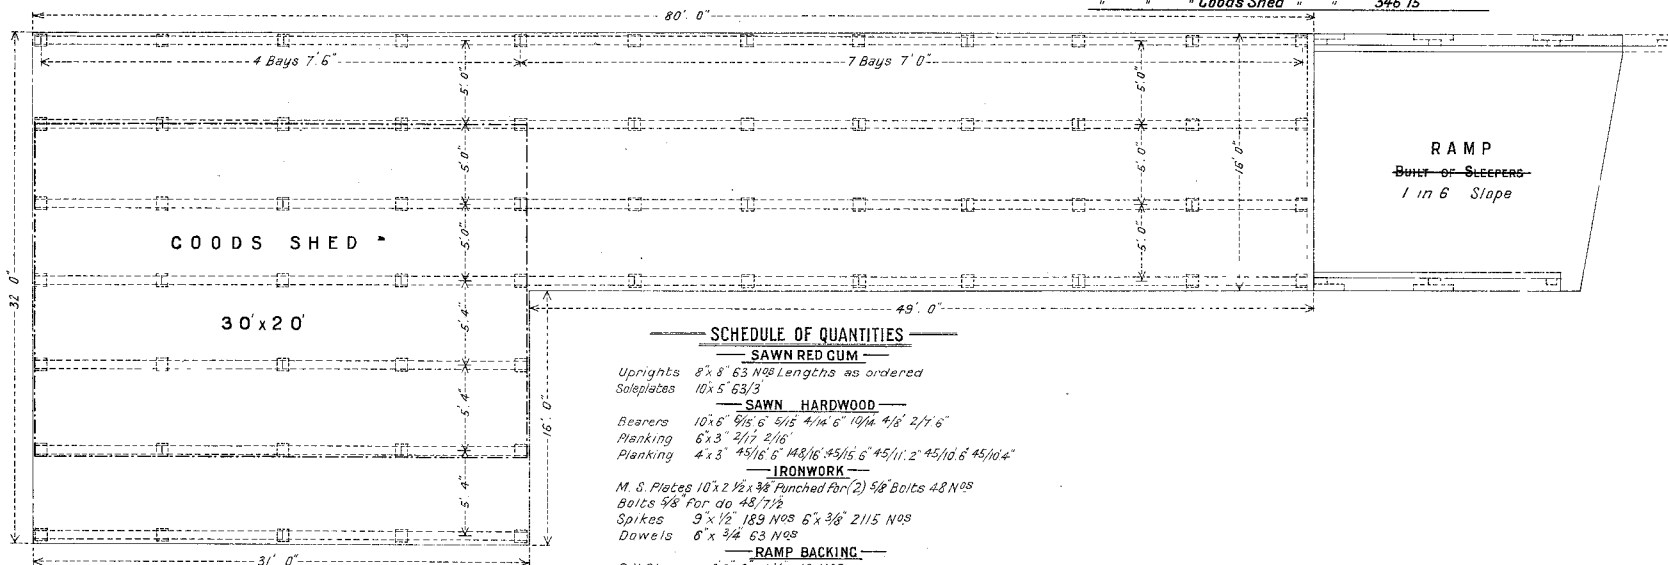 " " " Goods Shed " " 346 15
80'. 0"
4 Bays 7'.6"
7 Bays 7'0"
5'.0"
5'.0"
5'.0"
5'.0"
5'.0"
5'.0"
16'.0"
RAMP
BUILT OF SLEEPERS
1 in 6 Slope
GOODS SHED
30'x20'
32' 0"
5'.4"
5'.4"
5'.4"
49'. 0"
16'. 0"
31' 0"
SCHEDULE OF QUANTITIES
SAWN RED GUM
Uprights 8"x 8" 63 Nos Lengths as ordered
Soleplates 10"x 5" 63/3'
SAWN HARDWOOD
Bearers 10"x6" 6/15'.6" 5/15' 4/14'.6" 10/14' 4/8' 2/7'.6"
Planking 6"x3" 2/17' 2/16'
Planking 4"x3" 45/16'.6" 148/16' 45/15'.6" 45/11'.2" 45/10'.6" 45/10'.4"
IRONWORK
M.S. Plates 10"x 2 1/2"x 3/8" Punched for (2) 5/8" Bolts 48 Nos
Bolts 5/8" for do 48/7 1/2
Spikes 9"x 1/2" 189 Nos 6"x 3/8" 2115 Nos
Dowels 6"x 3/4" 63 Nos
RAMP BACKING